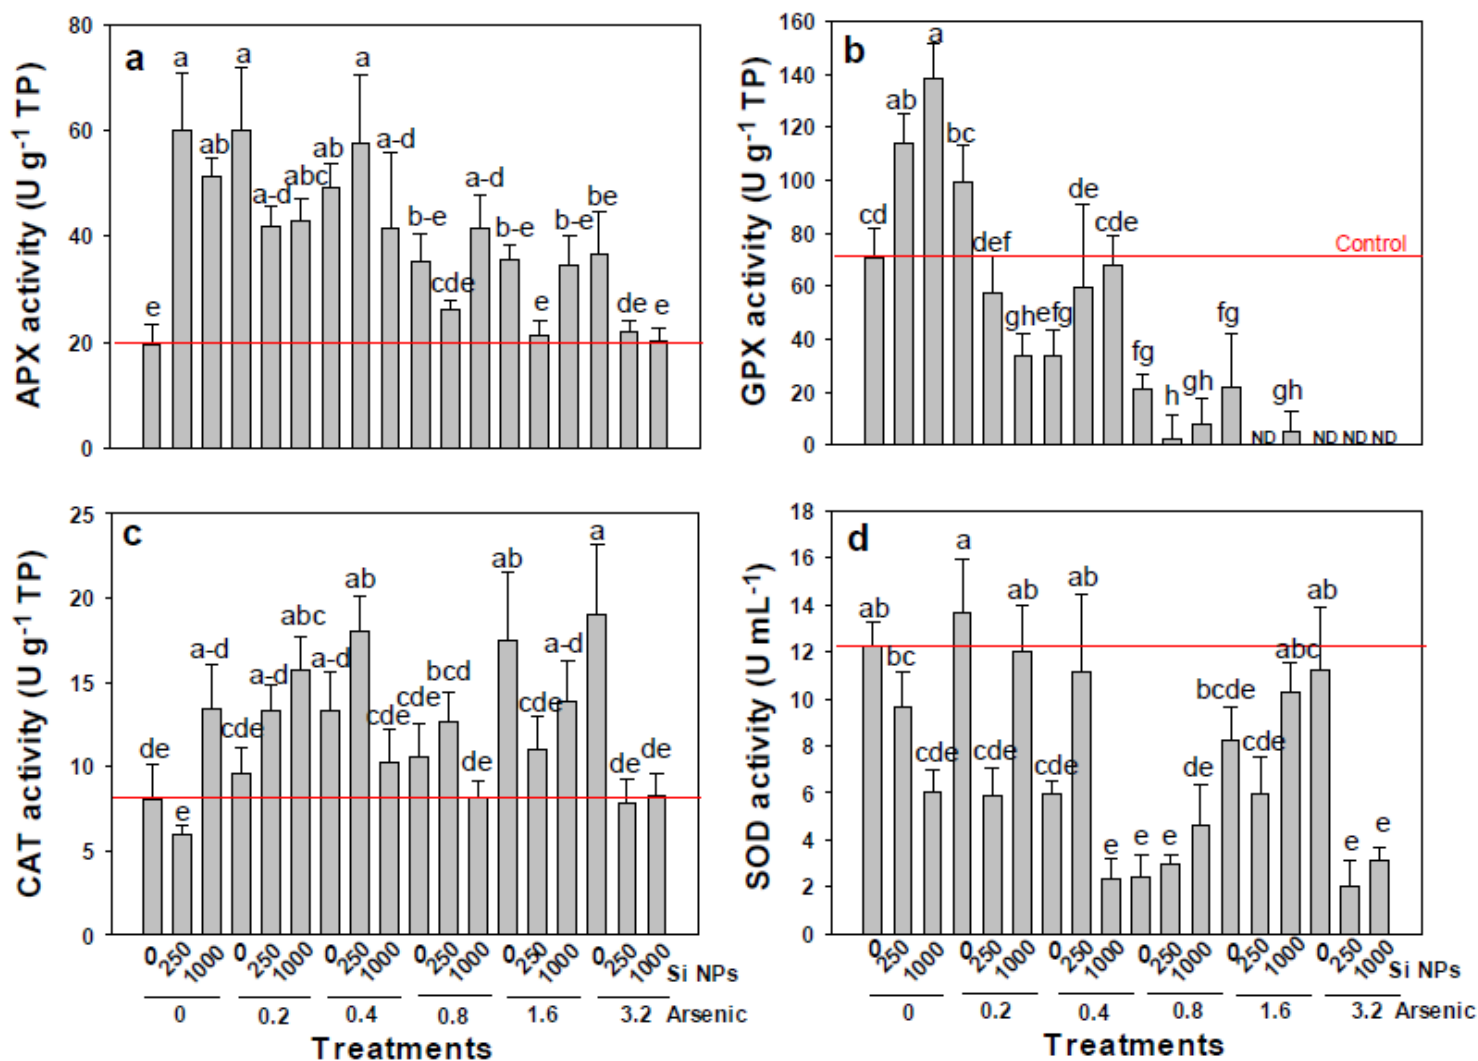 a
APX activity (U g-1 TP)
80
60
40
20
0
e
a
ab
a
a-d
abc
ab
a
a-d
b-e
cde
a-d
b-e
e
b-e
be
de
e
b
GPX activity (U g-1 TP)
160
140
120
100
80
60
40
20
0
cd
ab
a
bc
def
gh
efg
de
cde
fg
h
gh
fg
ND
gh
ND ND ND
Control
c
CAT activity (U g-1 TP)
25
20
15
10
5
0
de
e
a-d
cde
a-d
abc
a-d
ab
cde
cde
bcd
de
ab
cde
a-d
a
de
de
0 250 1000 0 250 1000 0 250 1000 0 250 1000 0 250 1000 0 250 1000 Si NPs
0 0.2 0.4 0.8 1.6 3.2 Arsenic
Treatments
d
SOD activity (U mL-1)
18
16
14
12
10
8
6
4
2
0
ab
bc
cde
a
cde
ab
cde
ab
e
e
e
de
bcde
cde
abc
ab
e
e
0 250 1000 0 250 1000 0 250 1000 0 250 1000 0 250 1000 0 250 1000 Si NPs
0 0.2 0.4 0.8 1.6 3.2 Arsenic
Treatments